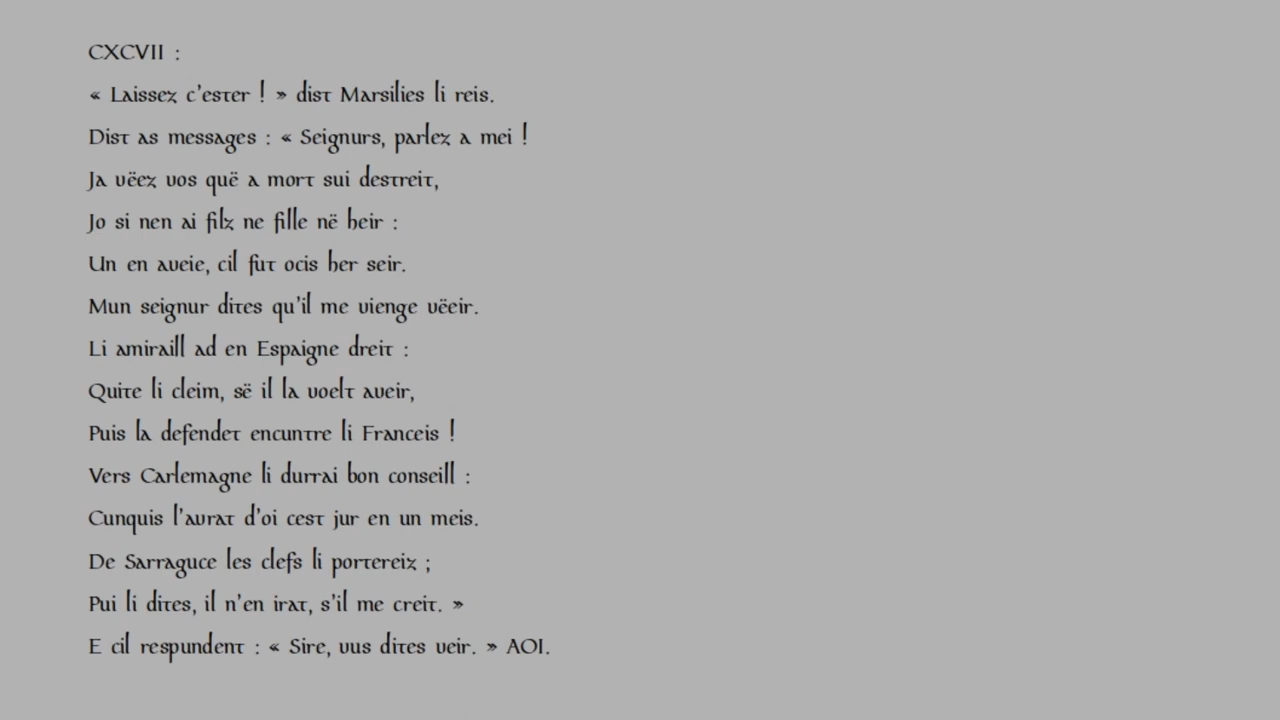 CXCVII :
« Laissez c'ester ! » dist Marsilies li reis.
Dist as messages : « Seignurs, parlez a mei !
Ja vëez vos quë a mort sui destreit,
Jo si nen ai filz ne fille në heir :
Un en aveie, cil fut ocis her seir.
Mun seignur dites qu'il me vienge vëeir.
Li amiraill ad en Espaigne dreit :
Quite li cleim, së il la voelt aveir,
Puis la defendet encuntre li Franceis !
Vers Carlemagne li durrai bon conseill :
Cunquis l'avrat d'oi cest jur en un meis.
De Sarraguce les clefs li portereiz ;
Pui li dites, il n'en irat, s'il me creit. »
E cil respundent : « Sire, vus dites veir. » AOI.